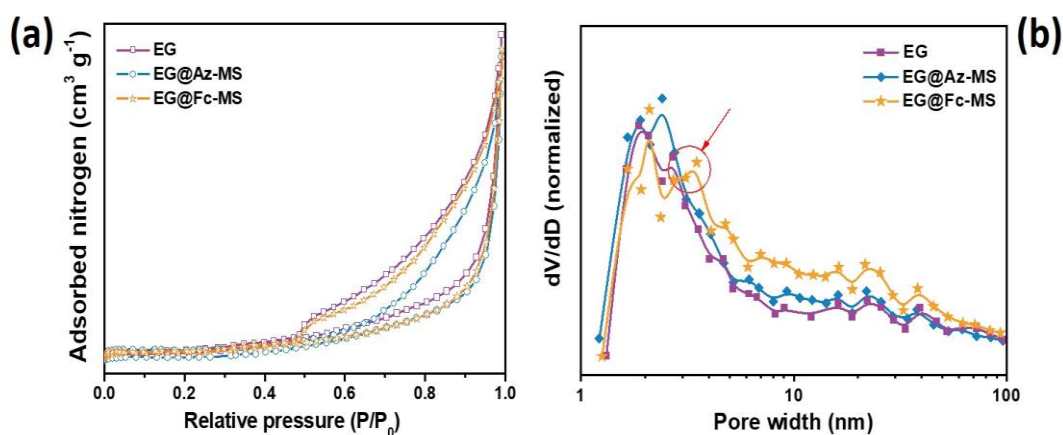 (a)
EG
EG@Az-MS
EG@Fc-MS
Adsorbed nitrogen (cm³ g⁻¹)
0.0 0.2 0.4 0.6 0.8 1.0
Relative pressure (P/P₀)
(b)
EG
EG@Az-MS
EG@Fc-MS
dV/dD (normalized)
1 10 100
Pore width (nm)